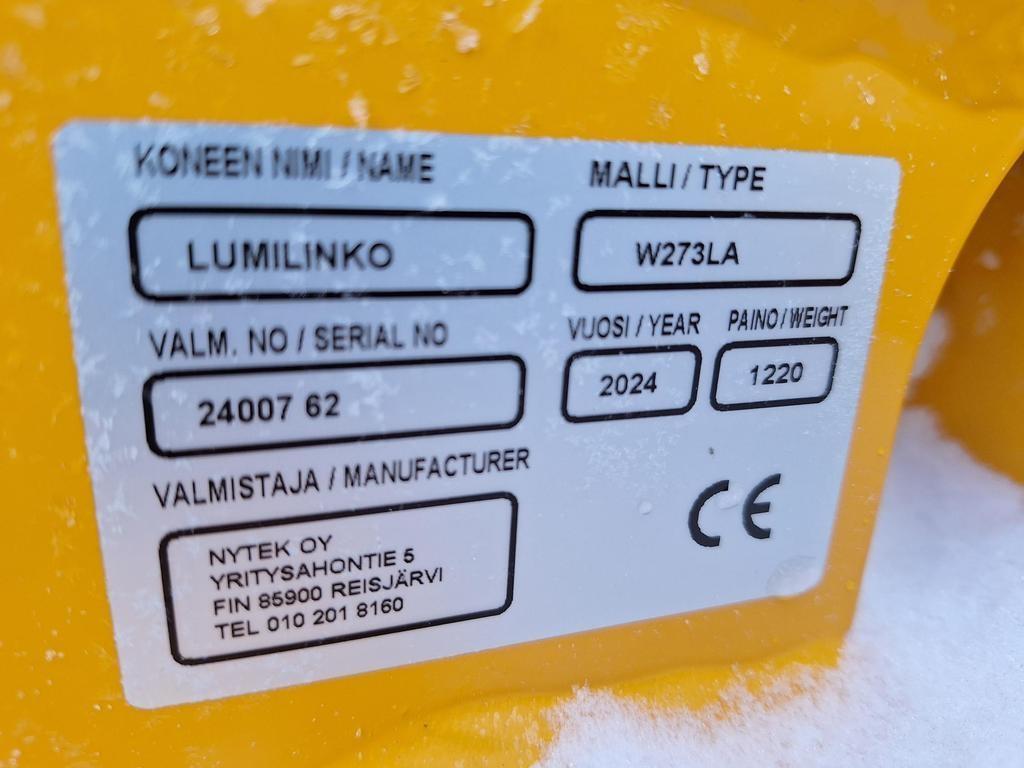 KONEEN NIMI / NAME
MALLI / TYPE
LUMILINKO
W273LA
VALM. NO / SERIAL NO
VUOSI / YEAR
PAINO / WEIGHT
24007 62
2024
1220
VALMISTAJA / MANUFACTURER
NYTEK OY
YRITYSAHONTIE 5
FIN 85900 REISJÄRVI
TEL 010 201 8160
CE